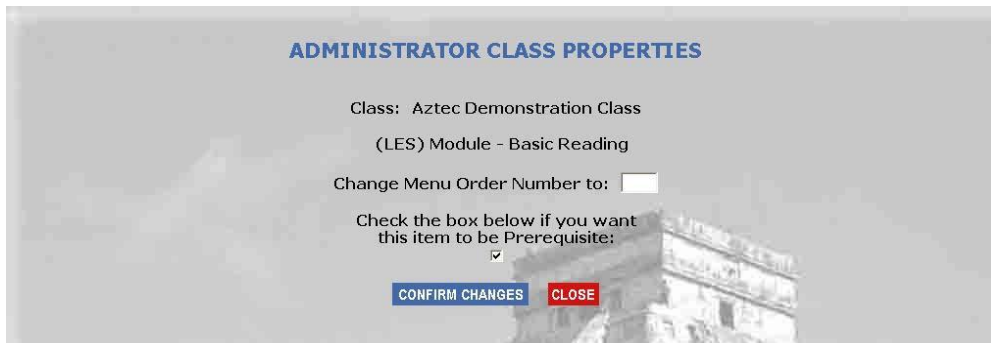 ADMINISTRATOR CLASS PROPERTIES
Class: Aztec Demonstration Class
(LES) Module - Basic Reading
Change Menu Order Number to:
Check the box below if you want
this item to be Prerequisite:
CONFIRM CHANGES CLOSE